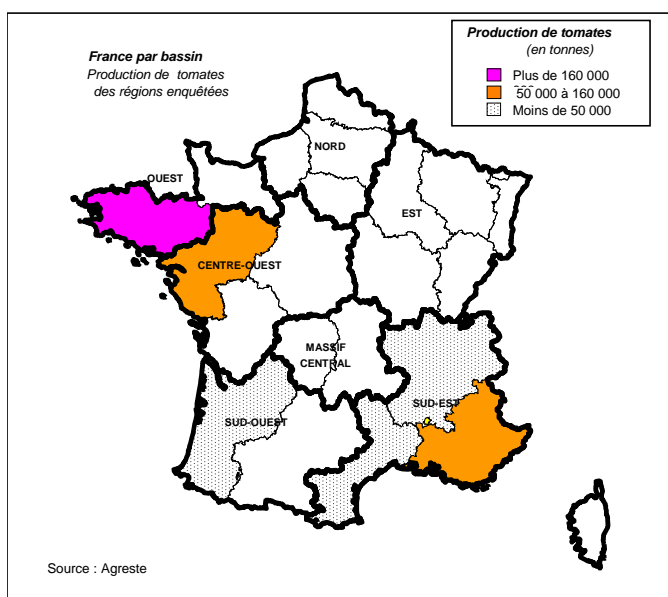 France par bassin
Production de tomates
des régions enquêtées
Production de tomates
(en tonnes)
Plus de 160 000
50 000 à 160 000
Moins de 50 000
NORD
OUEST
EST
CENTRE-OUEST
MASSIF
CENTRAL
SUD-EST
SUD-OUEST
Source : Agreste